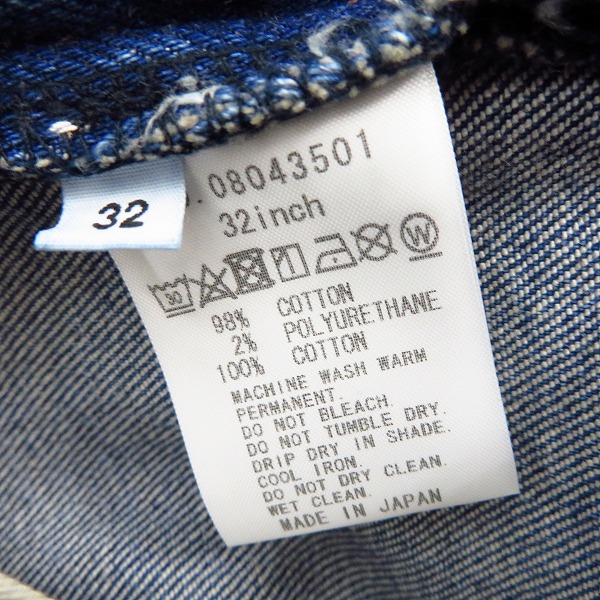 32
.08043501
32inch
30 W
98% COTTON
2% POLYURETHANE
100% COTTON
MACHINE WASH WARM
PERMANENT.
DO NOT BLEACH.
DO NOT TUMBLE DRY.
DRIP DRY IN SHADE.
COOL IRON.
DO NOT DRY CLEAN.
WET CLEAN.
MADE IN JAPAN